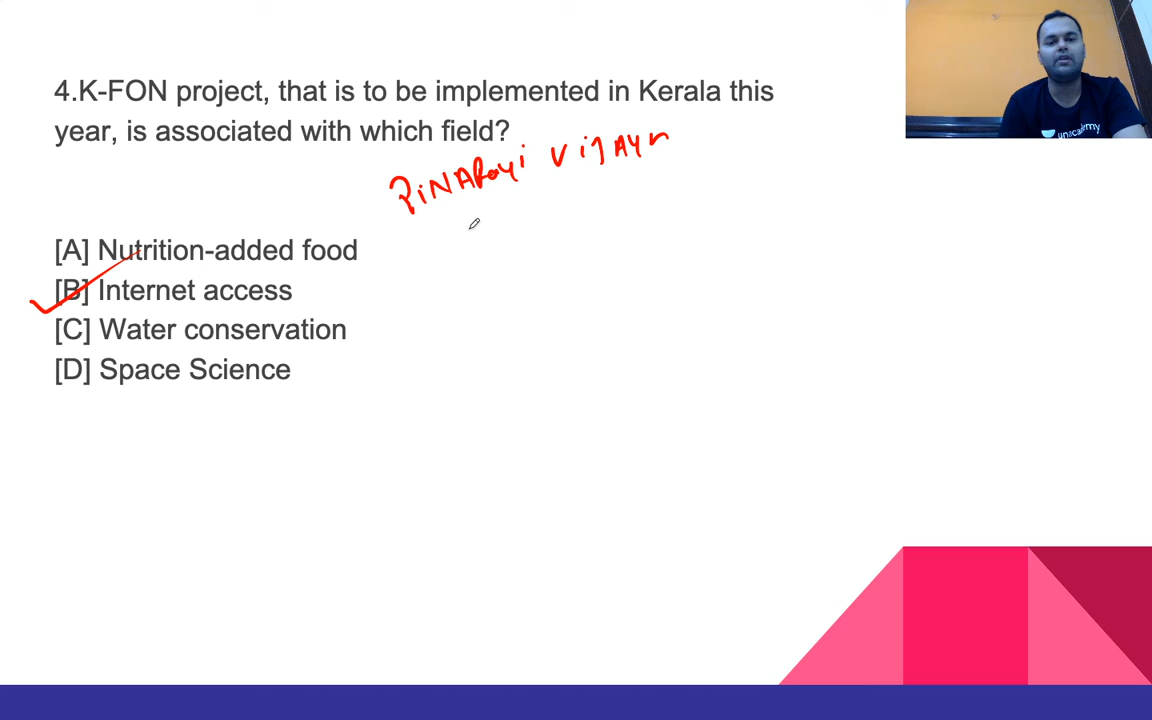 4.K-FON project, that is to be implemented in Kerala this
year, is associated with which field?
PiNARayi ViJAYn
[A] Nutrition-added food
[B] Internet access
[C] Water conservation
[D] Space Science
unacademy